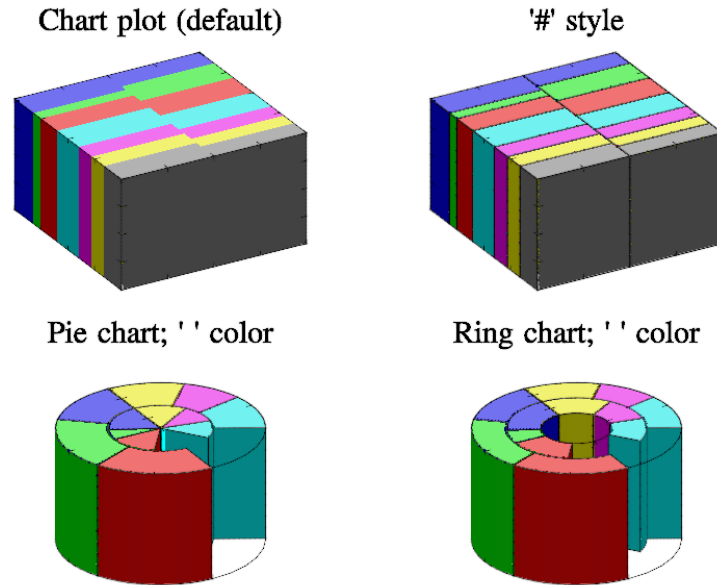 Chart plot (default)
'#' style
Pie chart; ' ' color
Ring chart; ' ' color